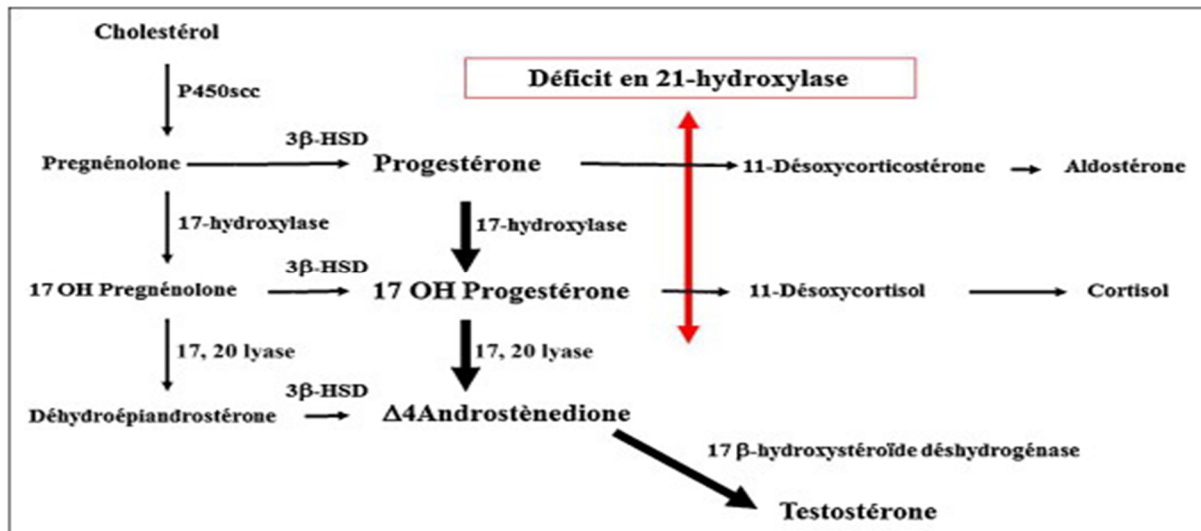 Cholestérol
Déficit en 21-hydroxylase
P450scc
3β-HSD
Pregnénolone
Progestérone
11-Désoxycorticostérone
Aldostérone
17-hydroxylase
17-hydroxylase
3β-HSD
17 OH Pregnénolone
17 OH Progestérone
11-Désoxycortisol
Cortisol
17, 20 lyase
17, 20 lyase
3β-HSD
Déhydroépiandrostérone
Δ4Androstènedione
17 β-hydroxystéroïde déshydrogénase
Testostérone